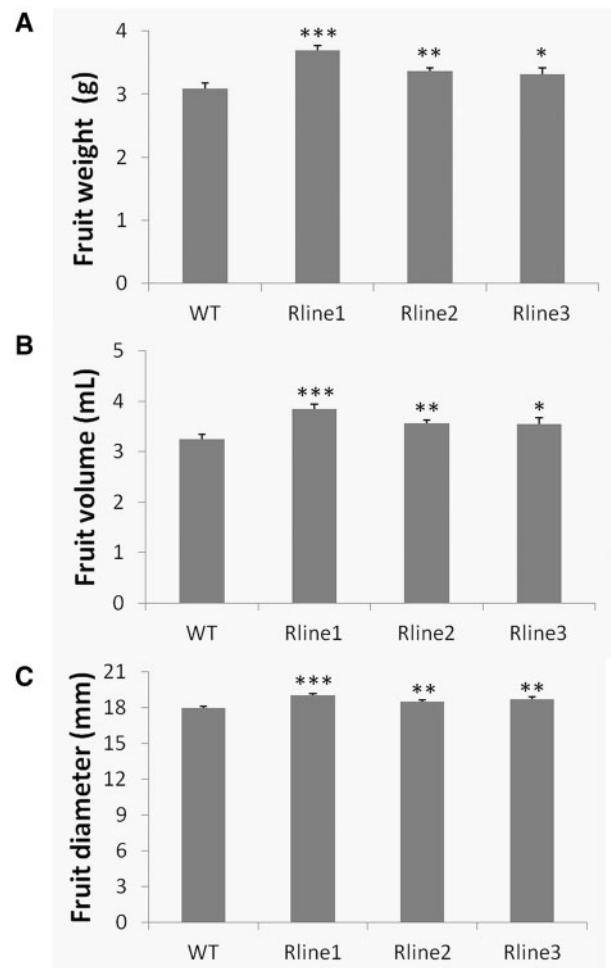 A
Fruit weight (g)
4
3
2
1
0
*** ** *
WT Rline1 Rline2 Rline3
B
Fruit volume (mL)
5
4
3
2
1
0
*** ** *
WT Rline1 Rline2 Rline3
C
Fruit diameter (mm)
21
18
15
12
9
6
3
0
*** ** **
WT Rline1 Rline2 Rline3